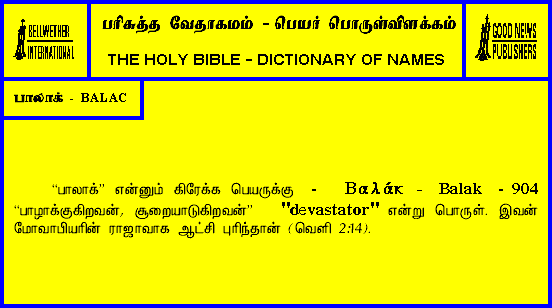 BELLWETHER
INTERNATIONAL
பரிசுத்த வேதாகமம் - பெயர் பொருள்விளக்கம்
THE HOLY BIBLE - DICTIONARY OF NAMES
GOOD NEWS
PUBLISHERS
பாலாக் - BALAC
“பாலாக்” என்னும் கிரேக்க பெயருக்கு - Βαλάκ - Balak - 904
“பாழாக்குகிறவன், சூறையாடுகிறவன்” "devastator" என்று பொருள். இவன்
மோவாபியரின் ராஜாவாக ஆட்சி புரிந்தான் (வெளி 2:14).